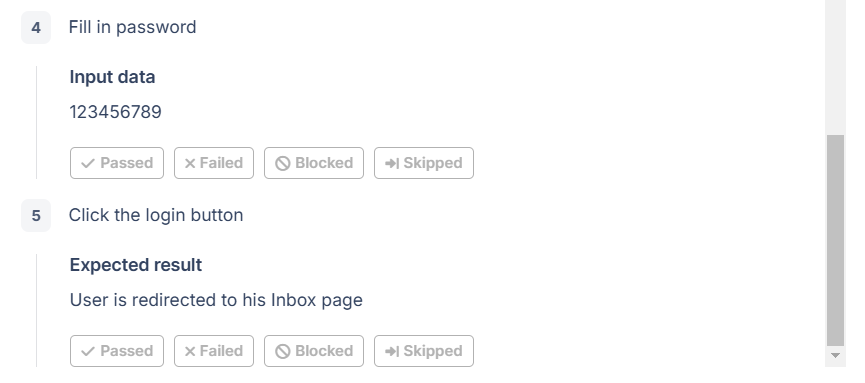 4 Fill in password
Input data
123456789
Passed Failed Blocked Skipped
5 Click the login button
Expected result
User is redirected to his Inbox page
Passed Failed Blocked Skipped